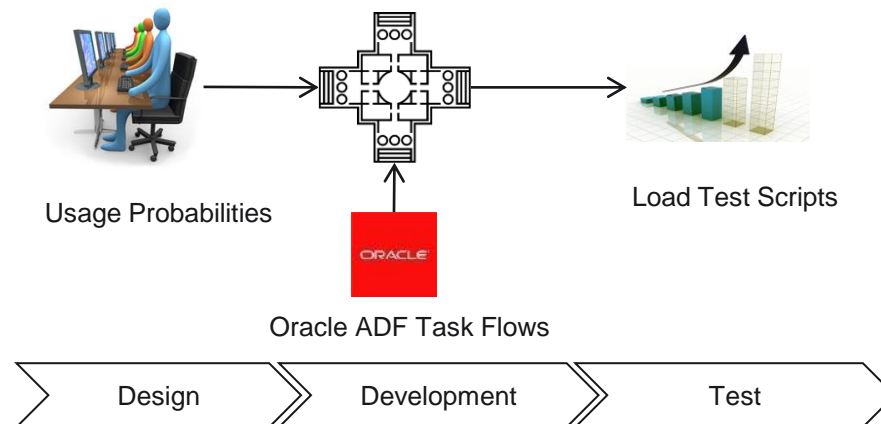 Usage Probabilities
Load Test Scripts
ORACLE
Oracle ADF Task Flows
Design
Development
Test